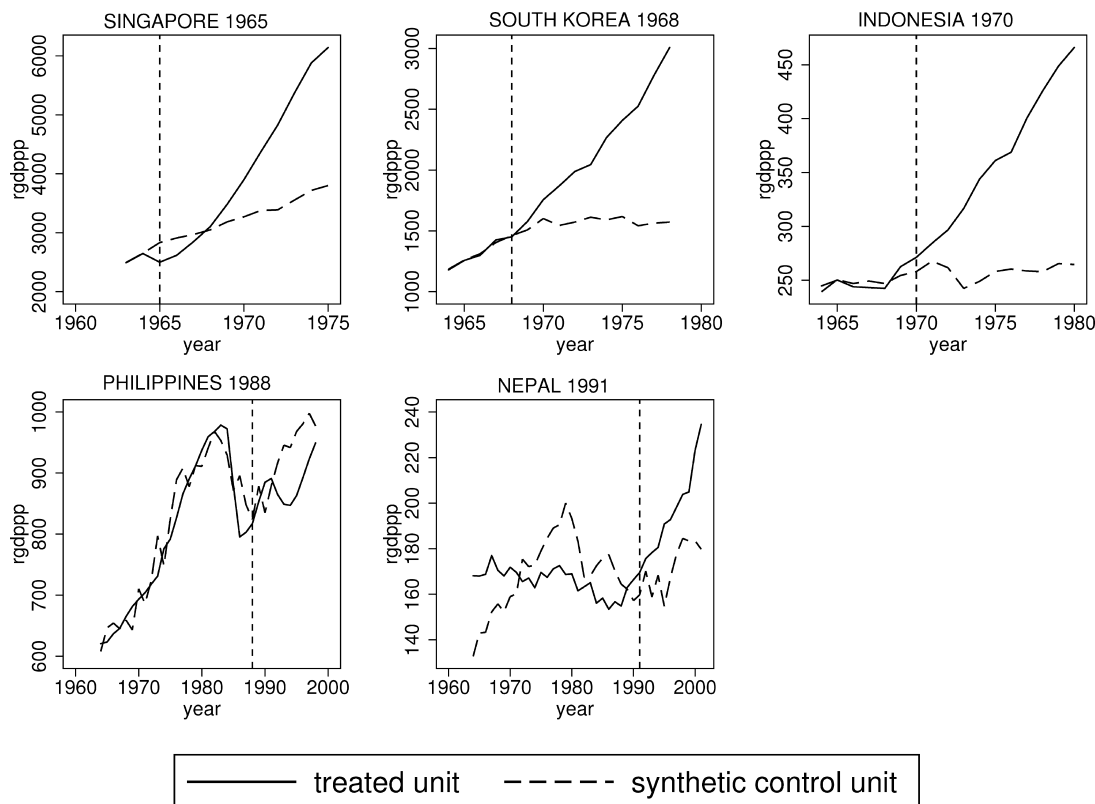 SINGAPORE 1965
rgdppp
2000 3000 4000 5000 6000
1960 1965 1970 1975
year
SOUTH KOREA 1968
rgdppp
1000 1500 2000 2500 3000
1965 1970 1975 1980
year
INDONESIA 1970
rgdppp
250 300 350 400 450
1965 1970 1975 1980
year
PHILIPPINES 1988
rgdppp
600 700 800 900 1000
1960 1970 1980 1990 2000
year
NEPAL 1991
rgdppp
140 160 180 200 220 240
1960 1970 1980 1990 2000
year
treated unit synthetic control unit